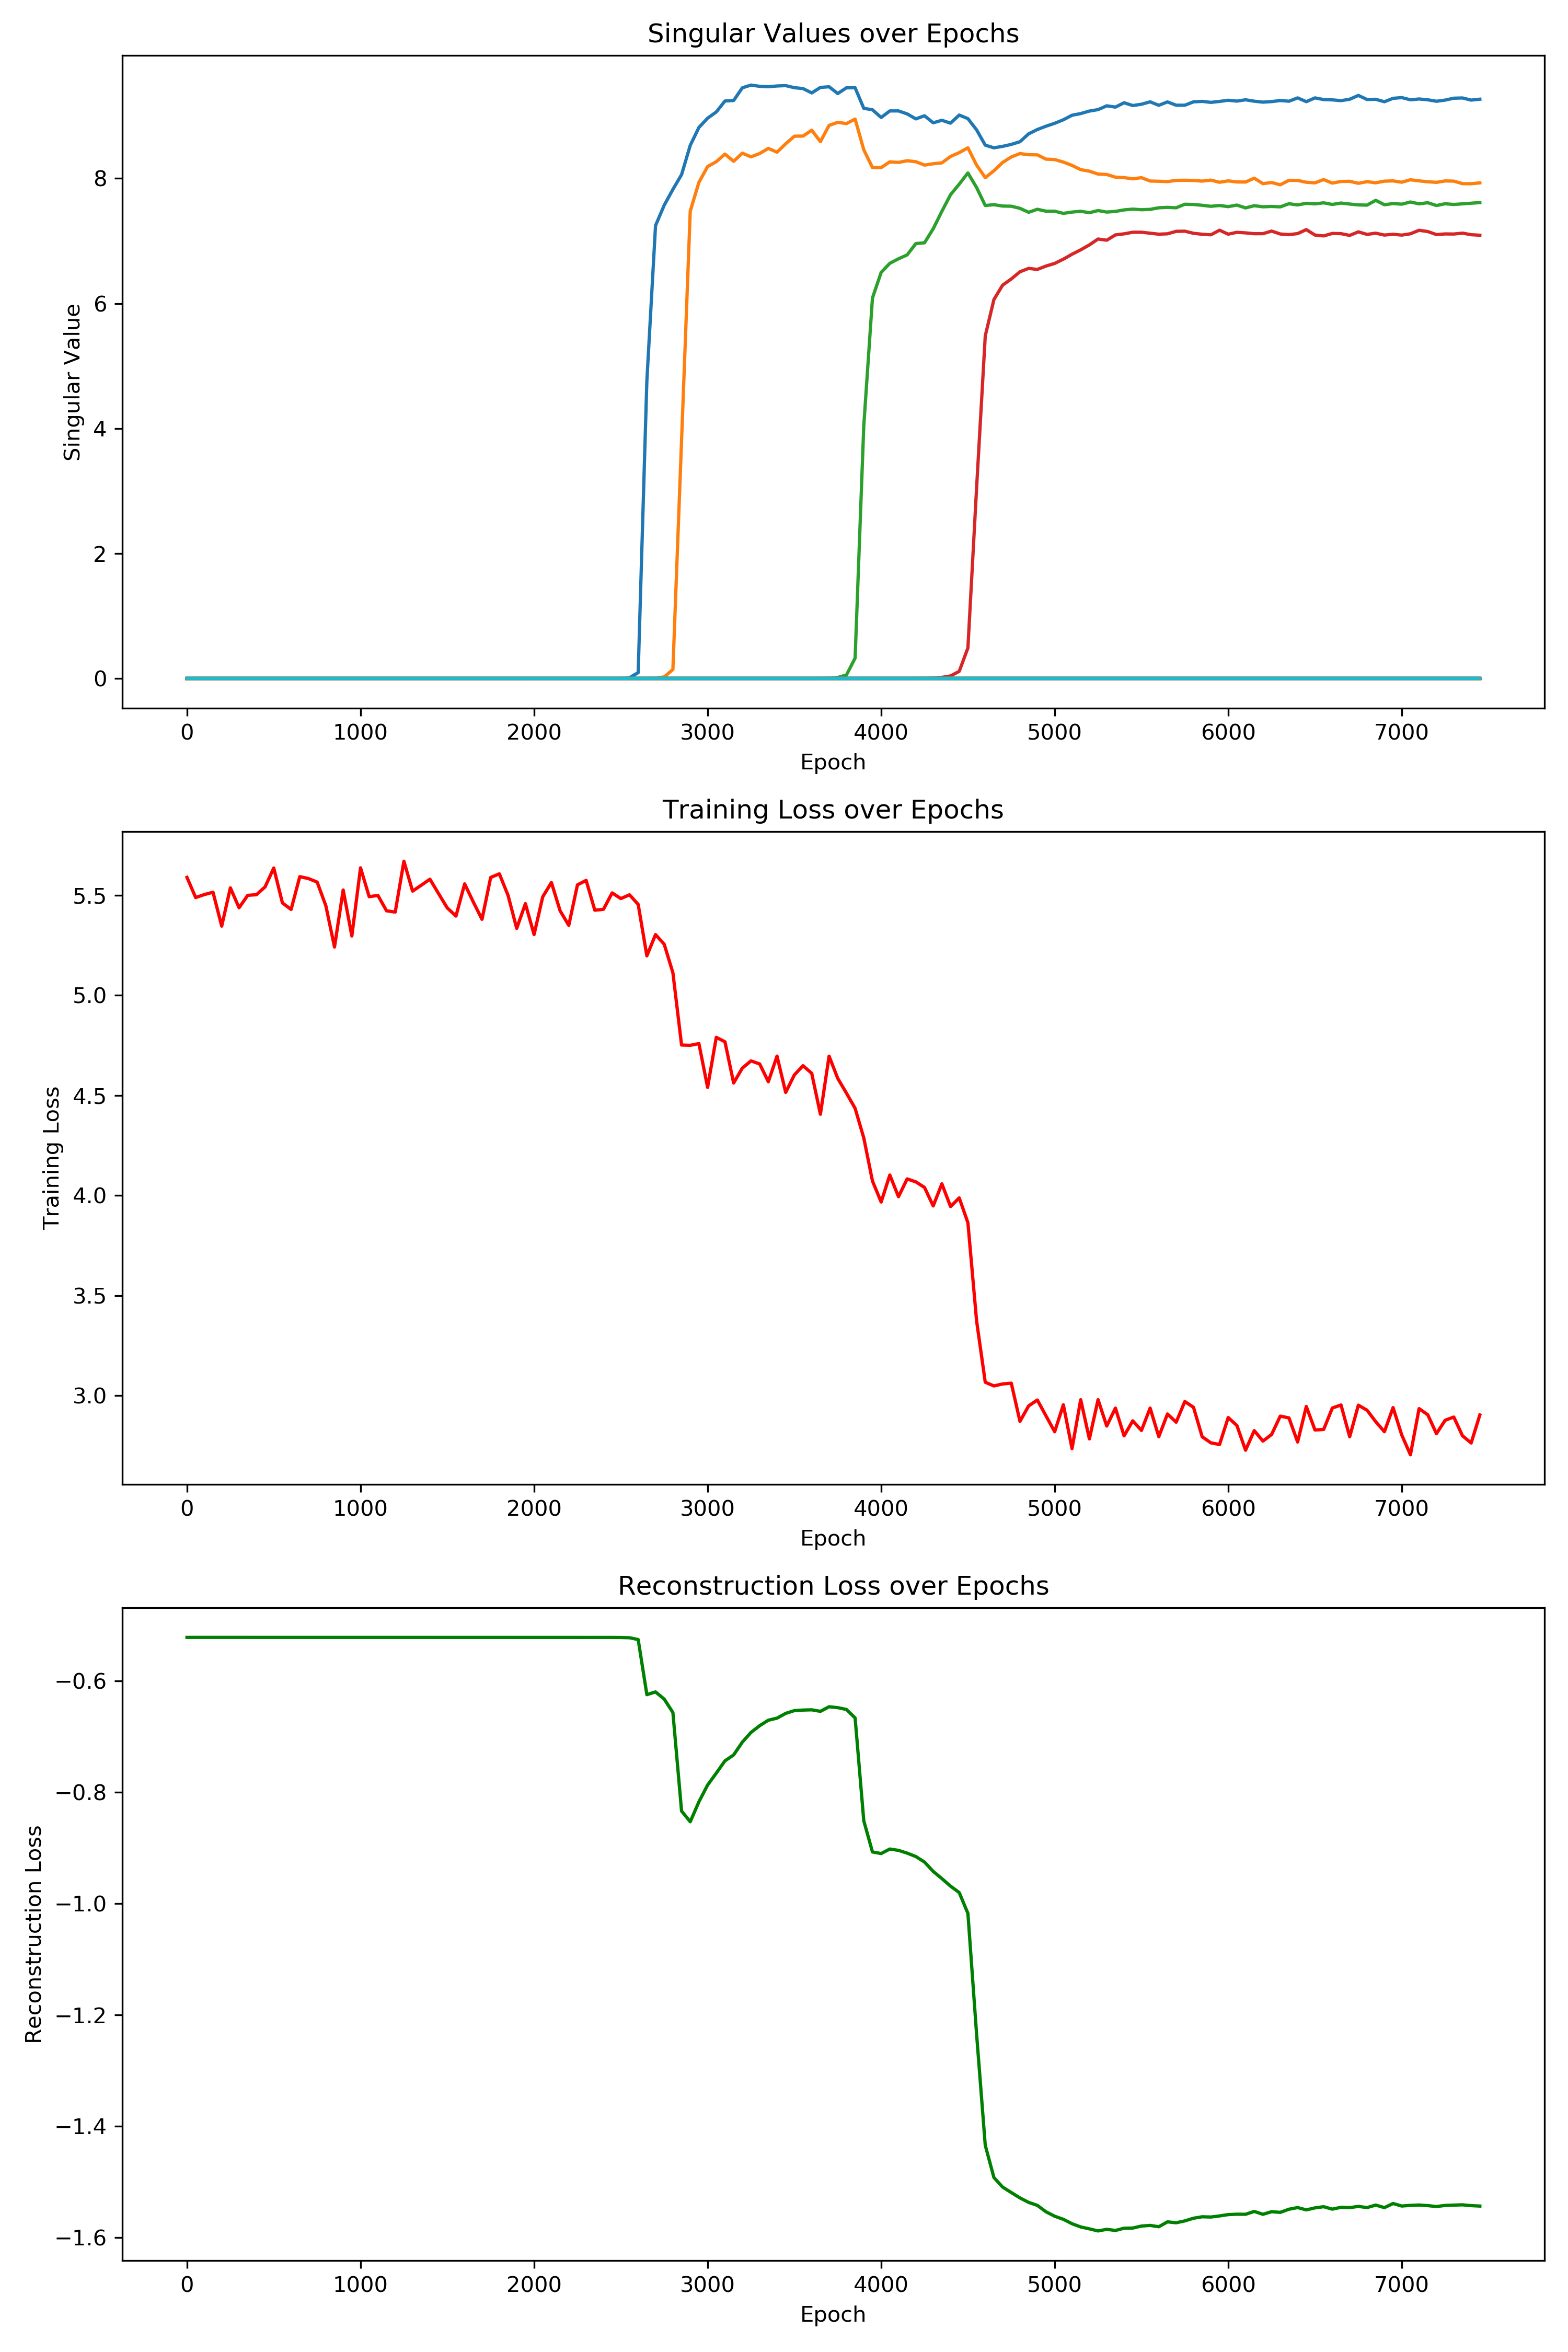 Singular Values over Epochs
Singular Value
8
6
4
2
0
0 1000 2000 3000 4000 5000 6000 7000
Epoch
Training Loss over Epochs
Training Loss
5.5
5.0
4.5
4.0
3.5
3.0
0 1000 2000 3000 4000 5000 6000 7000
Epoch
Reconstruction Loss over Epochs
Reconstruction Loss
−0.6
−0.8
−1.0
−1.2
−1.4
−1.6
0 1000 2000 3000 4000 5000 6000 7000
Epoch